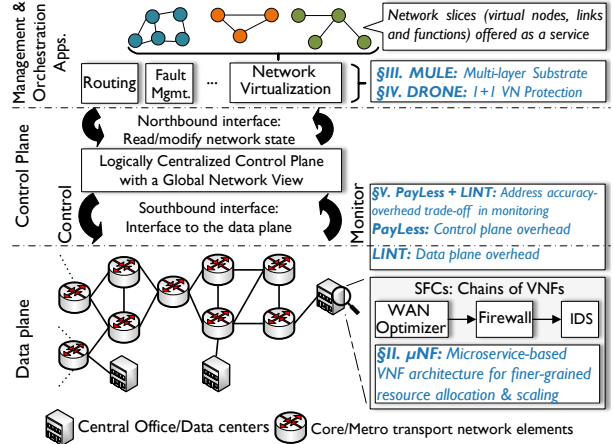 Management &
Orchestration
Apps.
Network slices (virtual nodes, links
and functions) offered as a service
Routing
Fault
Mgmt.
...
Network
Virtualization
§III. MULE: Multi-layer Substrate
§IV. DRONE: 1+1 VN Protection
Control Plane
Northbound interface:
Read/modify network state
Logically Centralized Control Plane
with a Global Network View
Control
Southbound interface:
Interface to the data plane
Monitor
§V. PayLess + LINT: Address accuracy-
overhead trade-off in monitoring
PayLess: Control plane overhead
LINT: Data plane overhead
Data plane
SFCs: Chains of VNFs
WAN
Optimizer
Firewall
IDS
§II. μNF: Microservice-based
VNF architecture for finer-grained
resource allocation & scaling
Central Office/Data centers
Core/Metro transport network elements